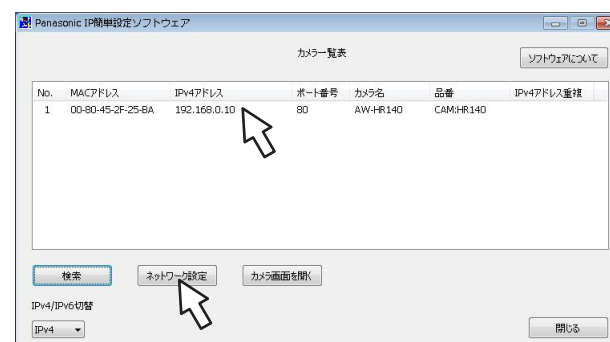 Panasonic IP簡単設定ソフトウェア
カメラ一覧表
ソフトウェアについて
No. MACアドレス IPv4アドレス ポート番号 カメラ名 品番 IPv4アドレス重複
1 00-80-45-2F-25-BA 192.168.0.10 80 AW-HR140 CAM:HR140
検索 ネットワーク設定 カメラ画面を開く
IPv4/IPv6切替
IPv4 閉じる